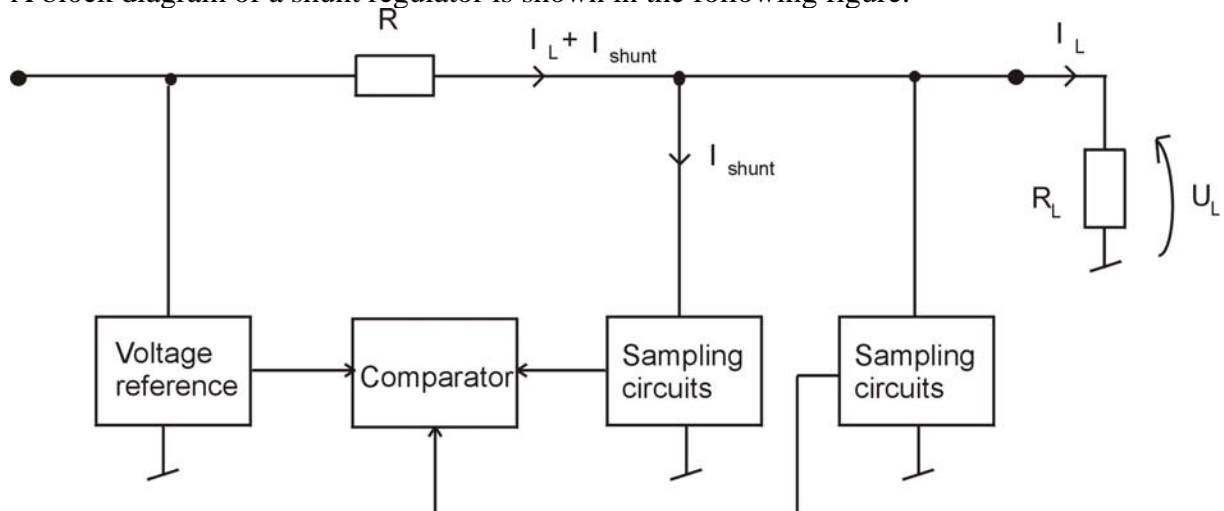 A block diagram of a shunt regulator is shown in the following figure.
R
I L + I shunt
I L
I shunt
R L
U L
Voltage
reference
Comparator
Sampling
circuits
Sampling
circuits